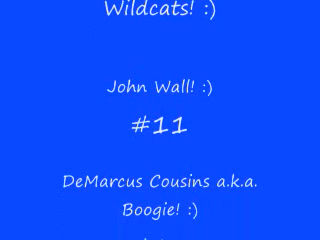 Wildcats! :)
John Wall! :)
#11
DeMarcus Cousins a.k.a.
Boogie! :)